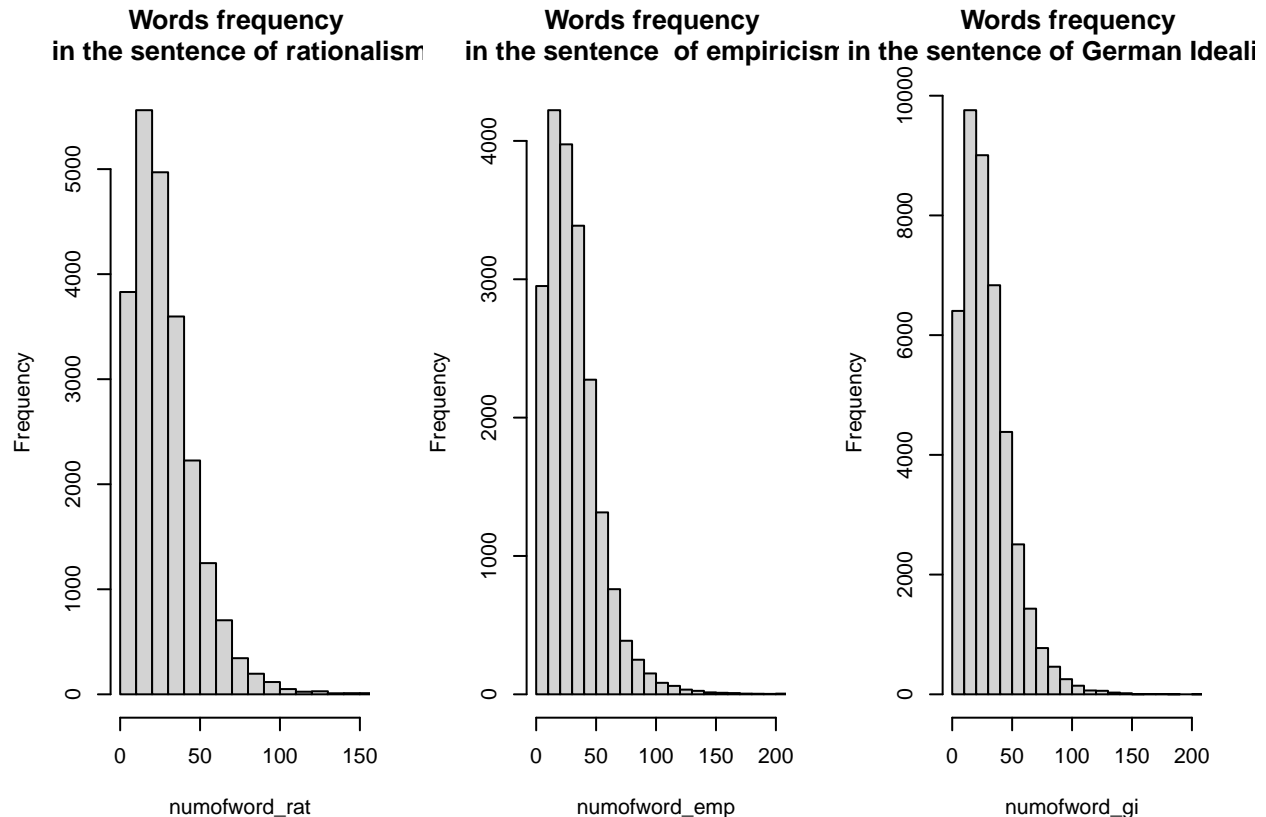 Words frequency
in the sentence of rationalism
Frequency
0
1000
2000
3000
4000
5000
0
50
100
150
numofword_rat
Words frequency
in the sentence  of empiricism
Frequency
0
1000
2000
3000
4000
0
50
100
150
200
numofword_emp
Words frequency
in the sentence of German Ideali
Frequency
0
2000
4000
6000
8000
10000
0
50
100
150
200
numofword_gi